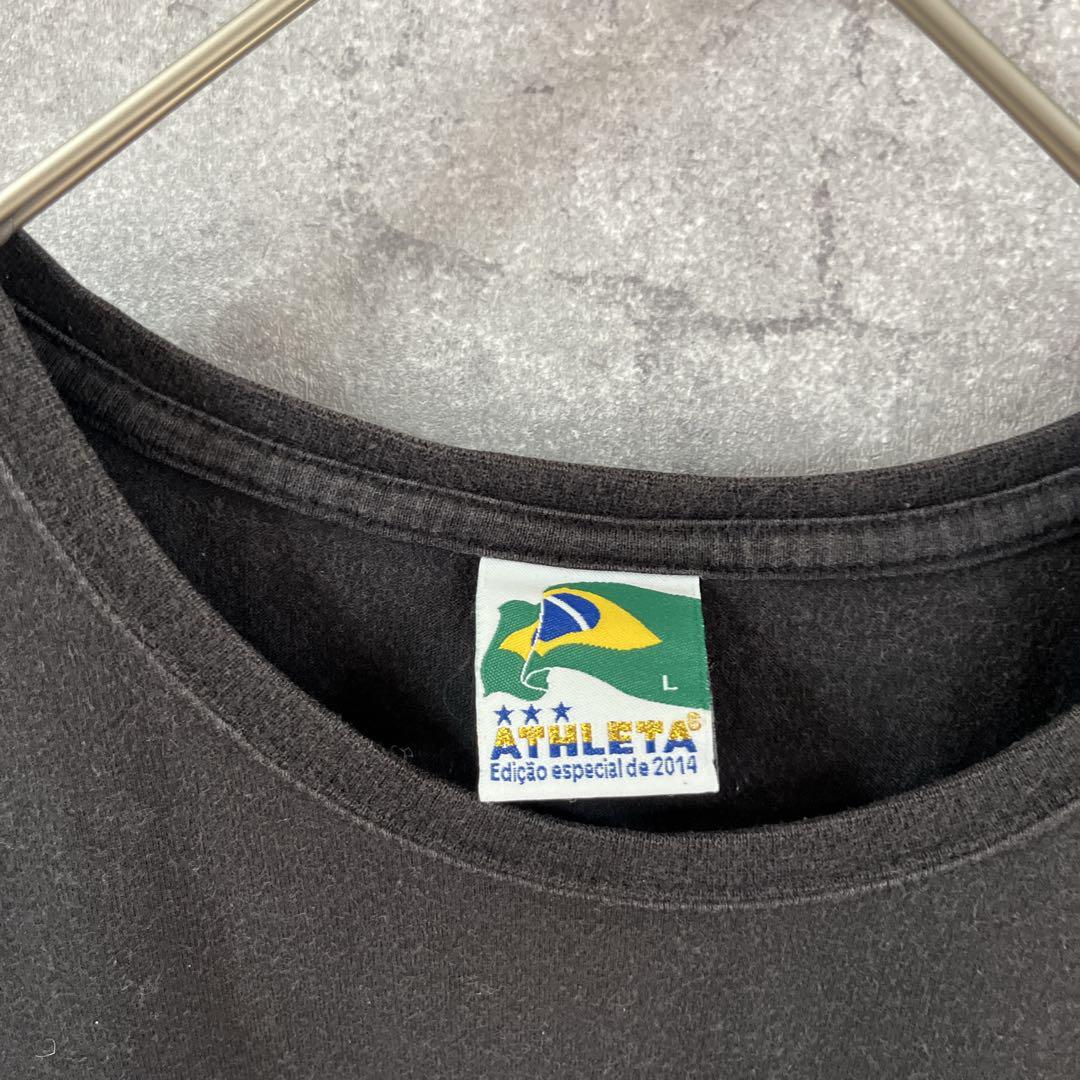 L
ATHLETA®
Edição especial de 2014